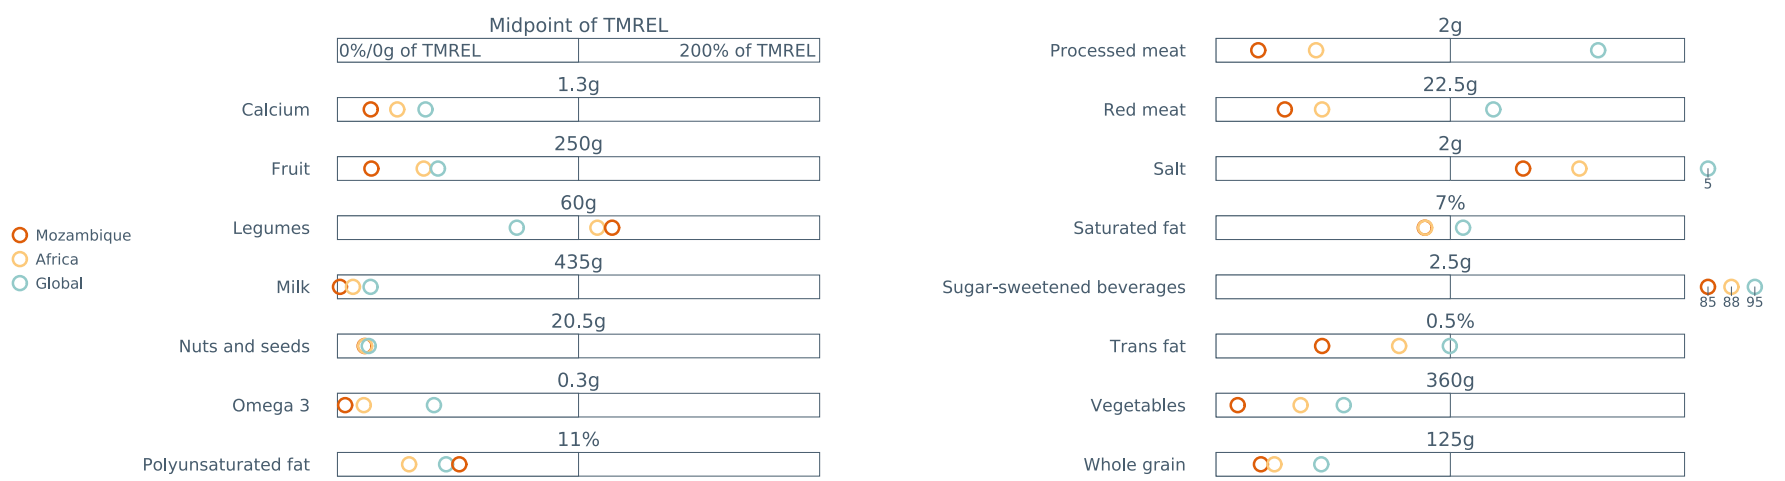 Midpoint of TMREL
0%/0g of TMREL 200% of TMREL
1.3g
Calcium
250g
Fruit
60g
Legumes
435g
Milk
20.5g
Nuts and seeds
0.3g
Omega 3
11%
Polyunsaturated fat
Mozambique
Africa
Global
2g
Processed meat
22.5g
Red meat
2g
Salt
5
7%
Saturated fat
2.5g
Sugar-sweetened beverages
85 88 95
0.5%
Trans fat
360g
Vegetables
125g
Whole grain